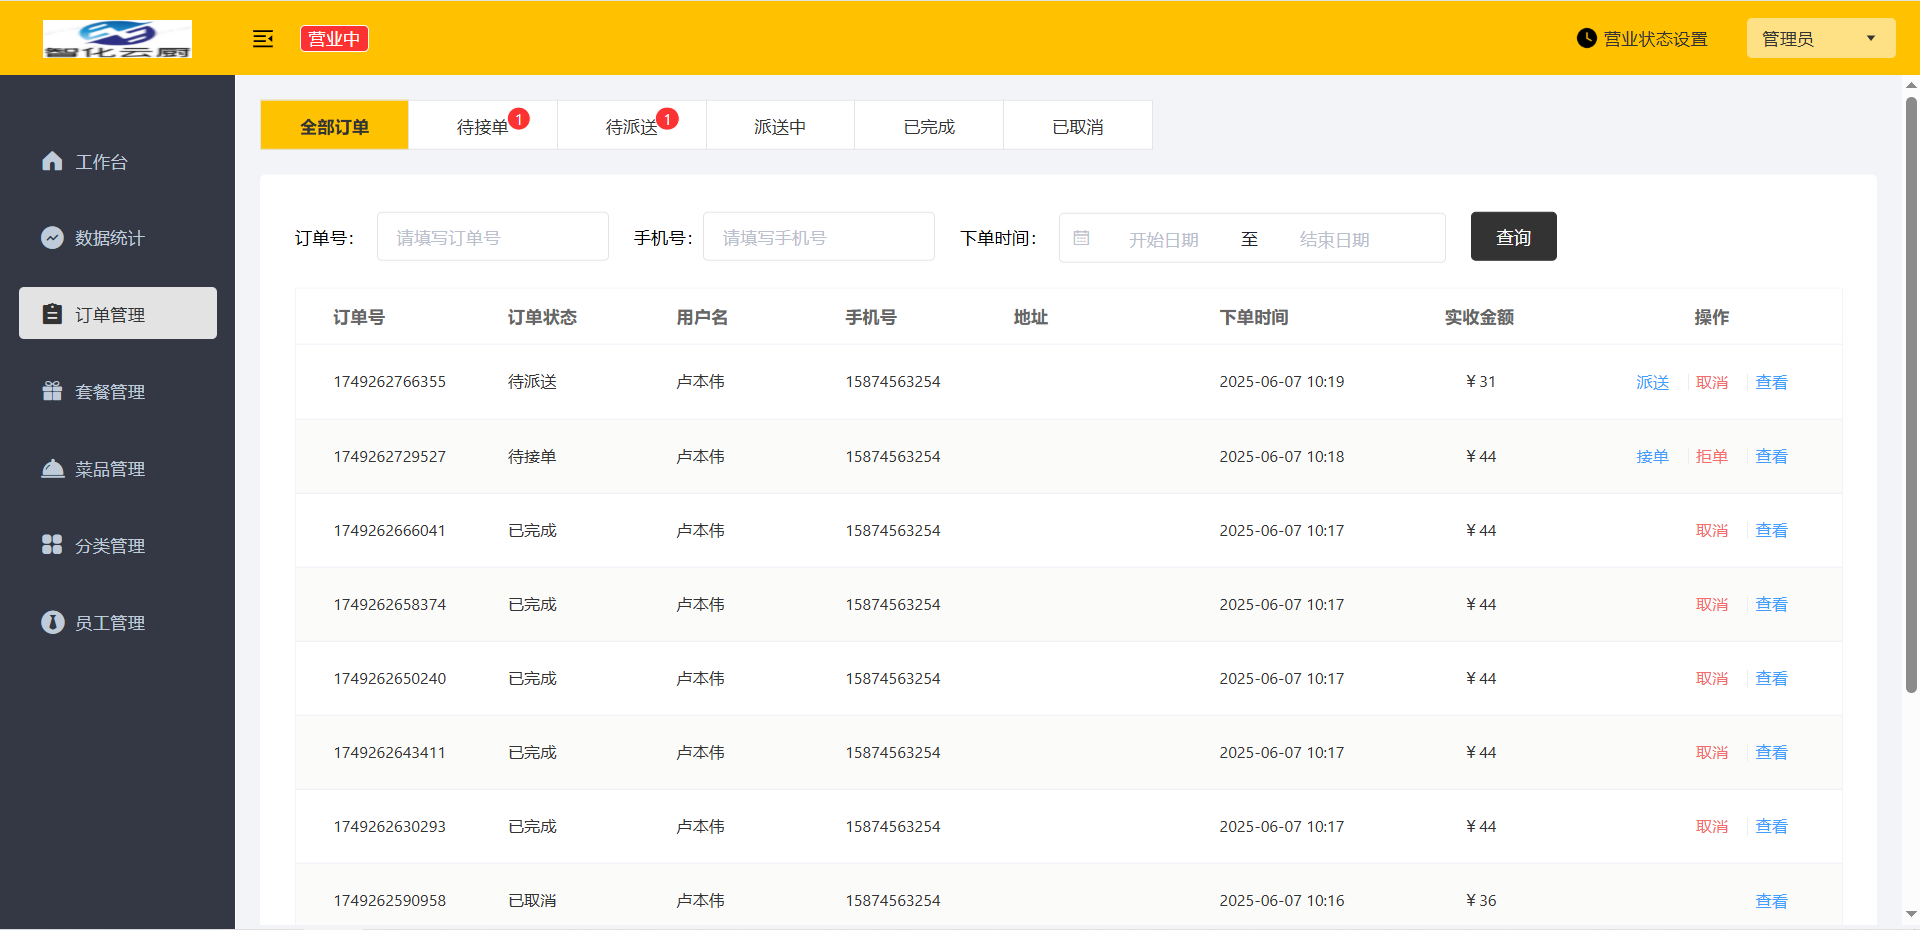 智化云厨
营业中
营业状态设置
管理员
工作台
数据统计
订单管理
套餐管理
菜品管理
分类管理
员工管理
全部订单 待接单 1 待派送 1 派送中 已完成 已取消
订单号： 请填写订单号 手机号： 请填写手机号 下单时间： 开始日期 至 结束日期 查询
订单号 订单状态 用户名 手机号 地址 下单时间 实收金额 操作
1749262766355 待派送 卢本伟 15874563254 2025-06-07 10:19 ￥31 派送 取消 查看
1749262729527 待接单 卢本伟 15874563254 2025-06-07 10:18 ￥44 接单 拒单 查看
1749262666041 已完成 卢本伟 15874563254 2025-06-07 10:17 ￥44 取消 查看
1749262658374 已完成 卢本伟 15874563254 2025-06-07 10:17 ￥44 取消 查看
1749262650240 已完成 卢本伟 15874563254 2025-06-07 10:17 ￥44 取消 查看
1749262643411 已完成 卢本伟 15874563254 2025-06-07 10:17 ￥44 取消 查看
1749262630293 已完成 卢本伟 15874563254 2025-06-07 10:17 ￥44 取消 查看
1749262590958 已取消 卢本伟 15874563254 2025-06-07 10:16 ￥36 查看